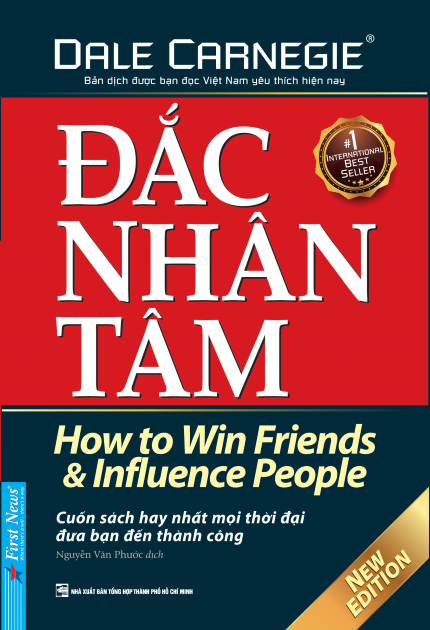 DALE CARNEGIE®
Bản dịch được bạn đọc Việt Nam yêu thích hiện nay
ĐẮC
NHÂN
TÂM
#1
INTERNATIONAL
BEST
SELLER
How to Win Friends
& Influence People
Cuốn sách hay nhất mọi thời đại
đưa bạn đến thành công
Nguyễn Văn Phước dịch
First News®
NHÀ XUẤT BẢN TỔNG HỢP THÀNH PHỐ HỒ CHÍ MINH
NEW
EDITION